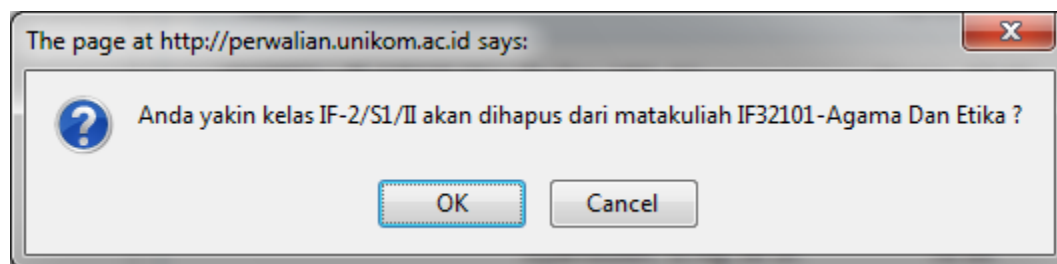 The page at http://perwalian.unikom.ac.id says:
Anda yakin kelas IF-2/S1/II akan dihapus dari matakuliah IF32101-Agama Dan Etika ?
OK
Cancel